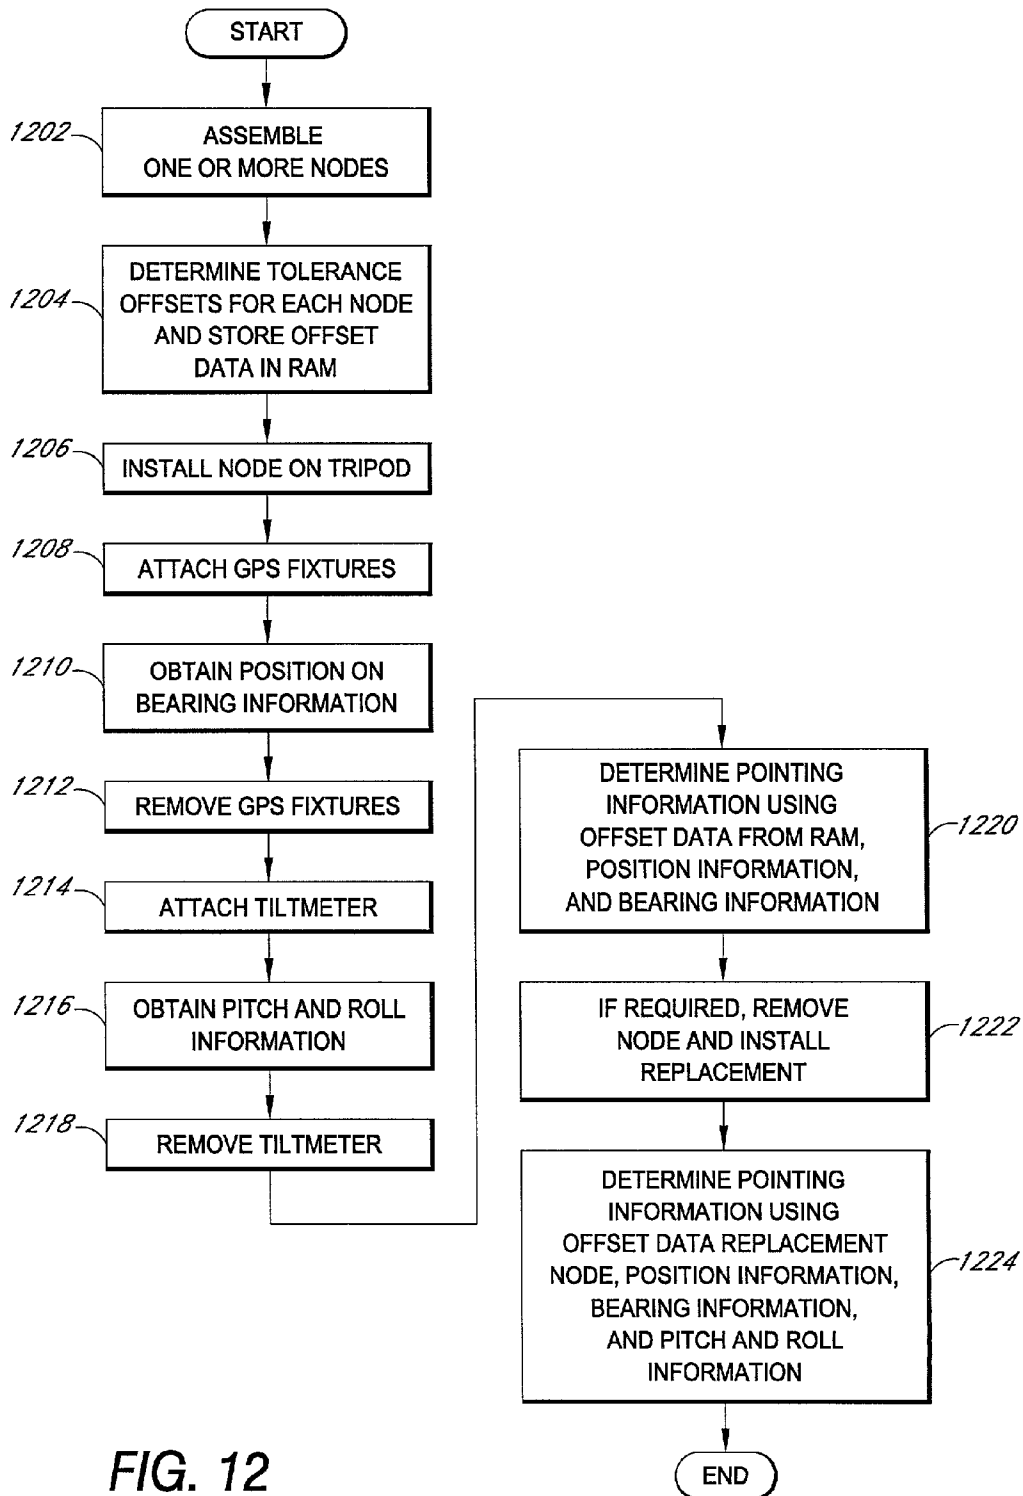 START
1202
ASSEMBLE
ONE OR MORE NODES
1204
DETERMINE TOLERANCE
OFFSETS FOR EACH NODE
AND STORE OFFSET
DATA IN RAM
1206
INSTALL NODE ON TRIPOD
1208
ATTACH GPS FIXTURES
1210
OBTAIN POSITION ON
BEARING INFORMATION
1212
REMOVE GPS FIXTURES
1214
ATTACH TILTMETER
1216
OBTAIN PITCH AND ROLL
INFORMATION
1218
REMOVE TILTMETER
DETERMINE POINTING
INFORMATION USING
OFFSET DATA FROM RAM,
POSITION INFORMATION,
AND BEARING INFORMATION
1220
IF REQUIRED, REMOVE
NODE AND INSTALL
REPLACEMENT
1222
DETERMINE POINTING
INFORMATION USING
OFFSET DATA REPLACEMENT
NODE, POSITION INFORMATION,
BEARING INFORMATION,
AND PITCH AND ROLL
INFORMATION
1224
END
FIG. 12